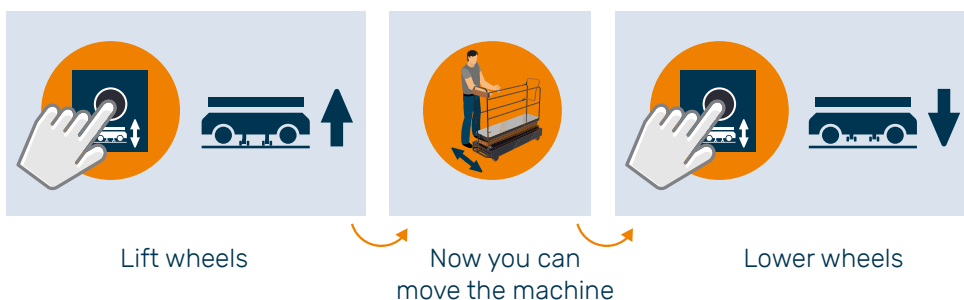 Lift wheels
Now you can
move the machine
Lower wheels